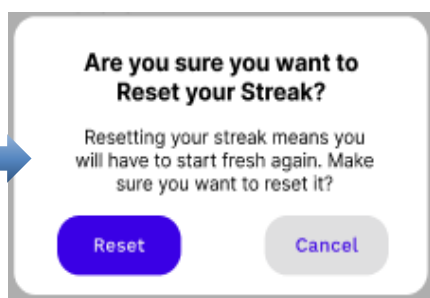 Are you sure you want to
Reset your Streak?
Resetting your streak means you
will have to start fresh again. Make
sure you want to reset it?
Reset
Cancel